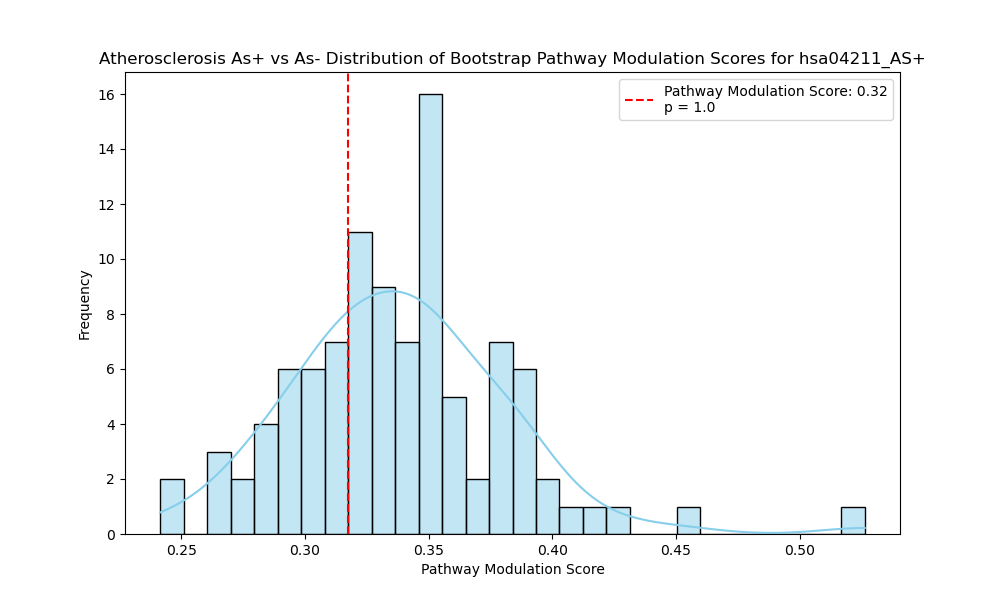 Atherosclerosis As+ vs As- Distribution of Bootstrap Pathway Modulation Scores for hsa04211_AS+
Pathway Modulation Score: 0.32
p = 1.0
Frequency
16
14
12
10
8
6
4
2
0
0.25 0.30 0.35 0.40 0.45 0.50
Pathway Modulation Score